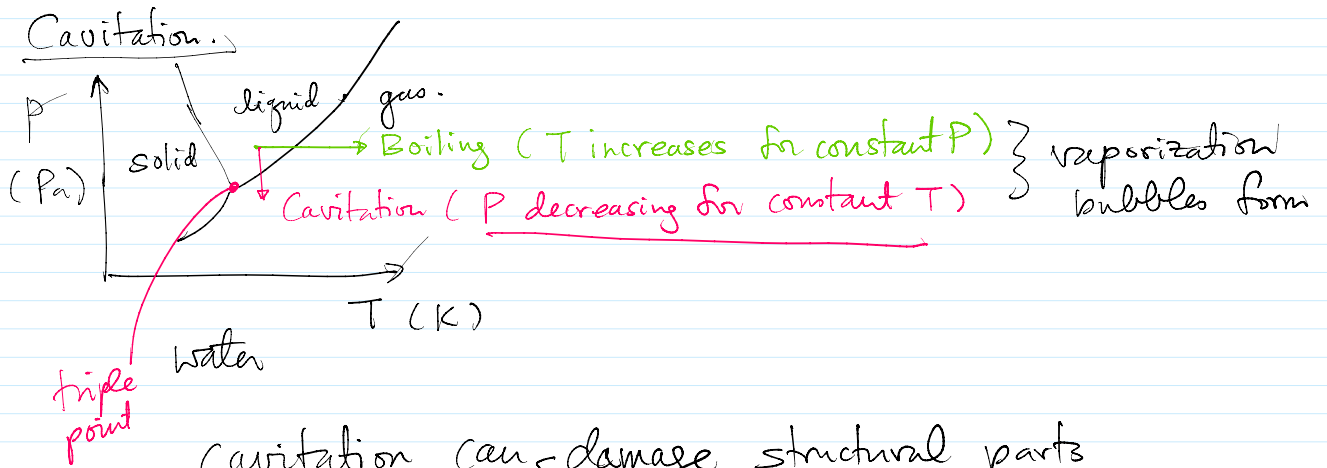 Cavitation.
P
liquid gas.
solid
(Pa)
Boiling (T increases for constant P)
Cavitation (P decreasing for constant T)
vaporization
bubbles form
T (K)
water
triple
point
cavitation can damage structural parts